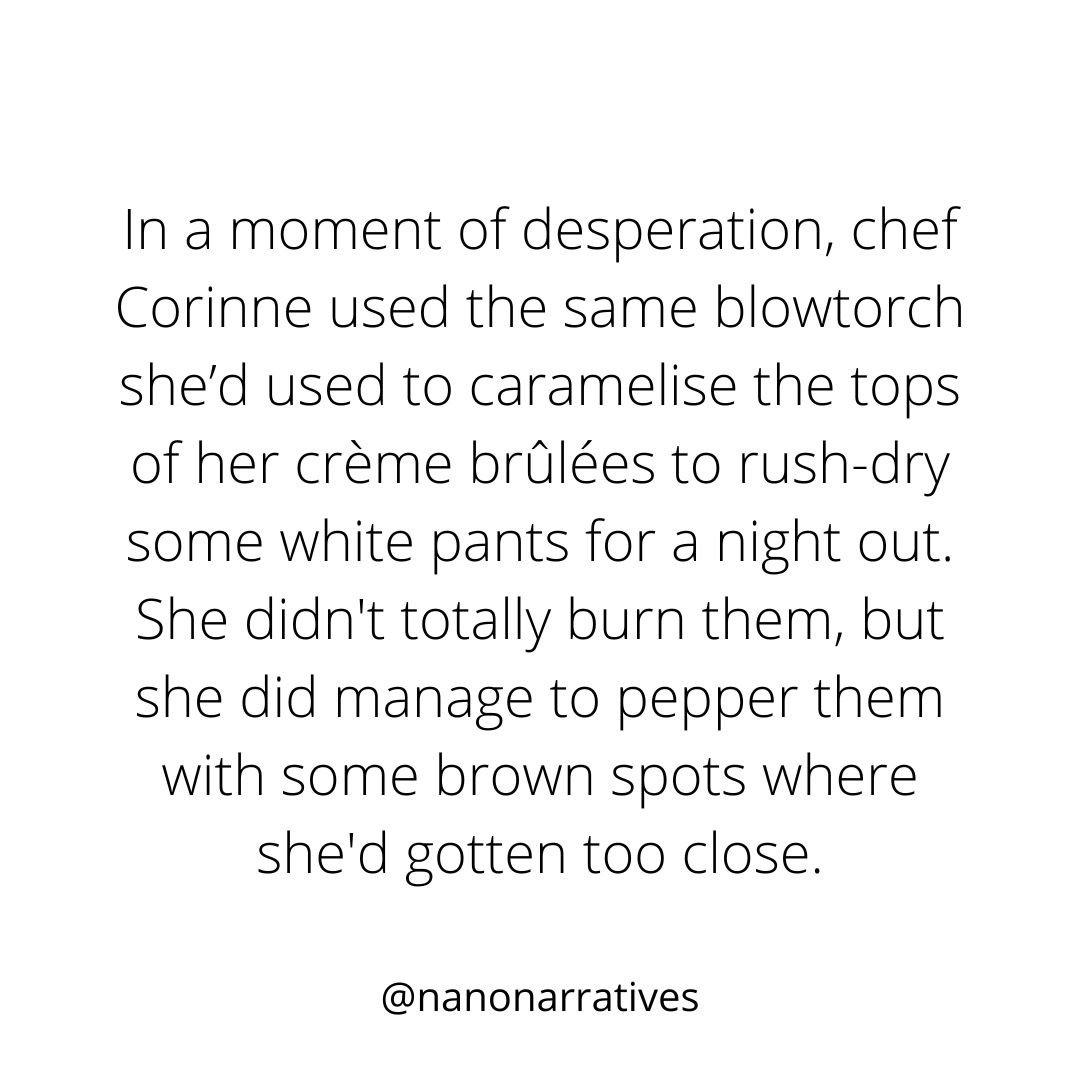 In a moment of desperation, chef
Corinne used the same blowtorch
she’d used to caramelise the tops
of her crème brûlées to rush-dry
some white pants for a night out.
She didn't totally burn them, but
she did manage to pepper them
with some brown spots where
she'd gotten too close.
@nanonarratives